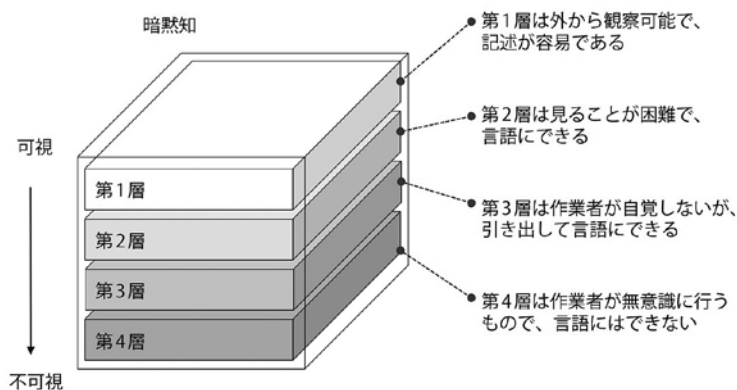 暗黙知
可視
不可視
第1層
第2層
第3層
第4層
第1層は外から観察可能で、
記述が容易である
第2層は見ることが困難で、
言語にできる
第3層は作業者が自覚しないが、
引き出して言語にできる
第4層は作業者が無意識に行う
もので、言語にはできない